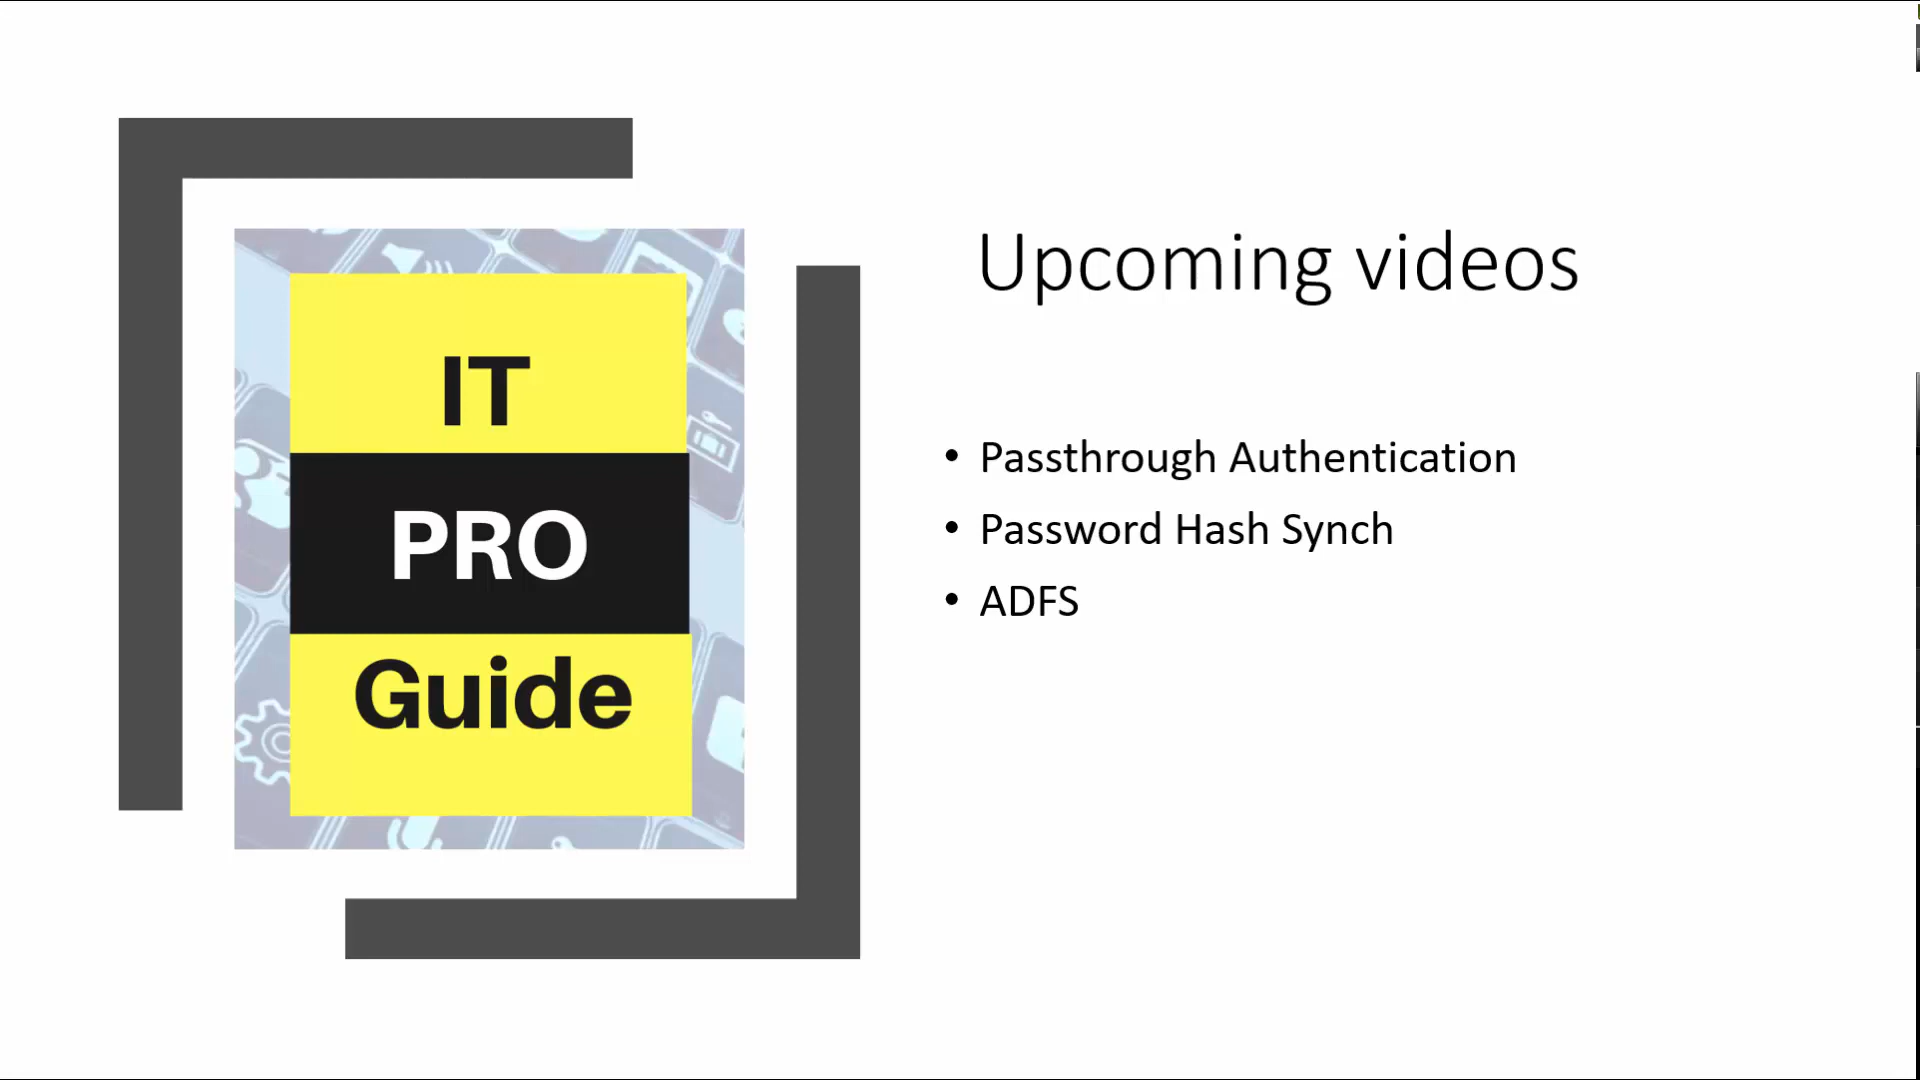 IT
PRO
Guide
Upcoming videos
• Passthrough Authentication
• Password Hash Synch
• ADFS